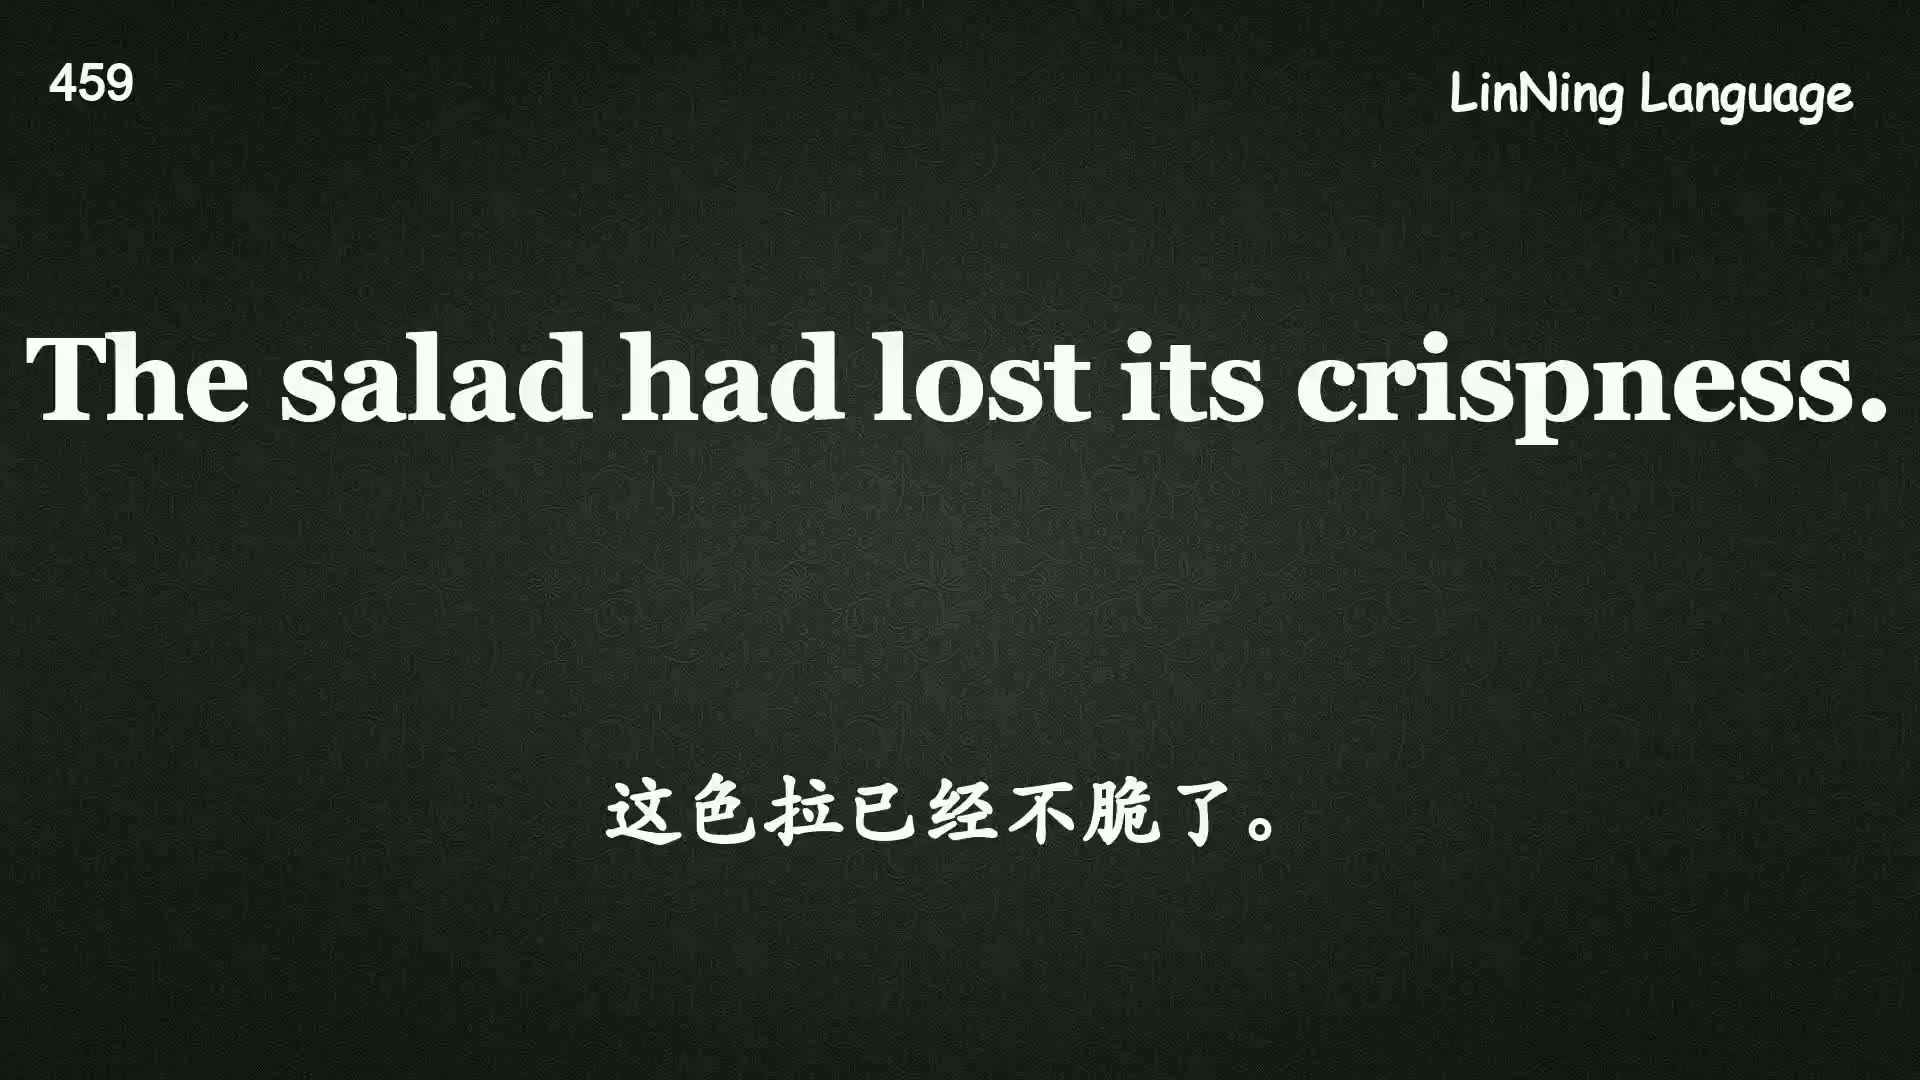 459
LinNing Language
The salad had lost its crispness.
这色拉已经不脆了。